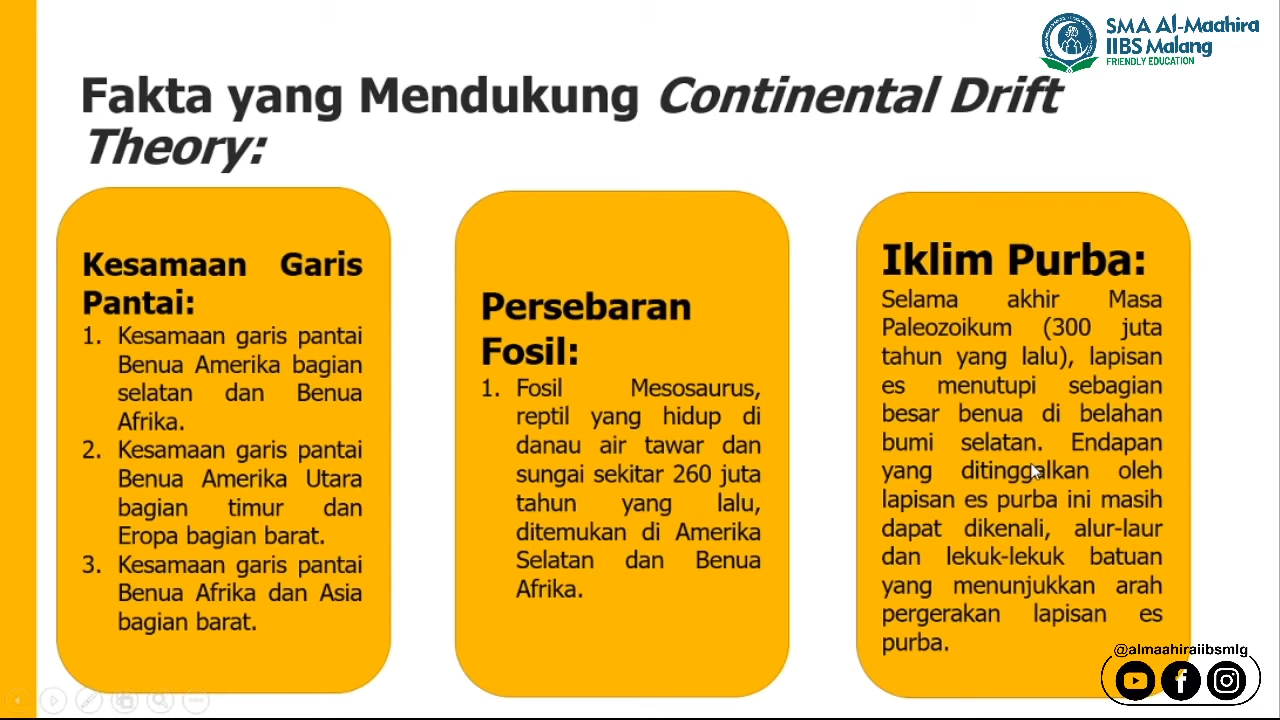 SMA Al-Maahira
IIBS Malang
FRIENDLY EDUCATION
Fakta yang Mendukung Continental Drift
Theory:
Kesamaan Garis
Pantai:
1. Kesamaan garis pantai
Benua Amerika bagian
selatan dan Benua
Afrika.
2. Kesamaan garis pantai
Benua Amerika Utara
bagian timur dan
Eropa bagian barat.
3. Kesamaan garis pantai
Benua Afrika dan Asia
bagian barat.
Persebaran
Fosil:
1. Fosil Mesosaurus,
reptil yang hidup di
danau air tawar dan
sungai sekitar 260 juta
tahun yang lalu,
ditemukan di Amerika
Selatan dan Benua
Afrika.
Iklim Purba:
Selama akhir Masa
Paleozoikum (300 juta
tahun yang lalu), lapisan
es menutupi sebagian
besar benua di belahan
bumi selatan. Endapan
yang ditinggalkan oleh
lapisan es purba ini masih
dapat dikenali, alur-laur
dan lekuk-lekuk batuan
yang menunjukkan arah
pergerakan lapisan es
purba.
@almaahiraiibsmlg